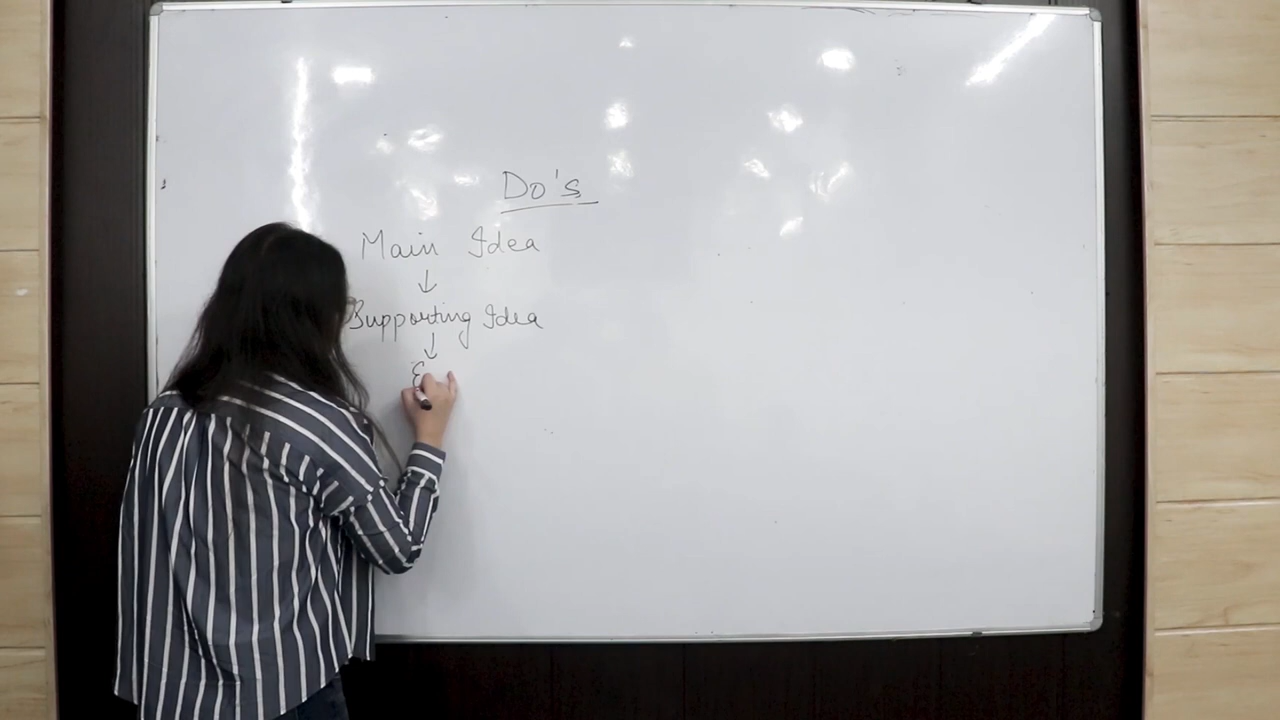 Do's
Main Idea
↓
Supporting Idea
↓
E